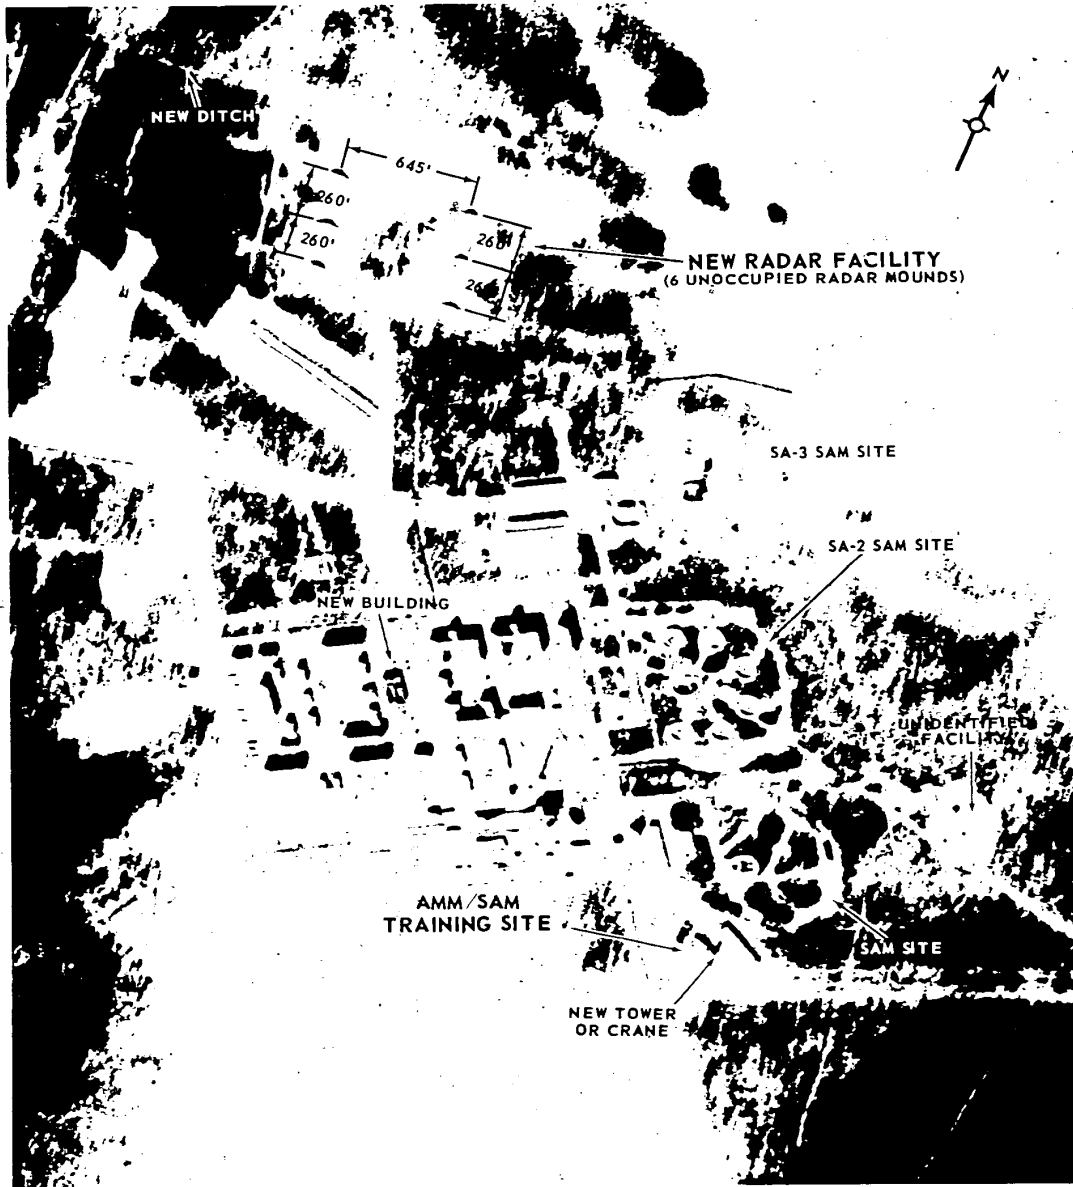 N
NEW DITCH
645'
260'
260'
260'
NEW RADAR FACILITY
(6 UNOCCUPIED RADAR MOUNDS)
SA-3 SAM SITE
SA-2 SAM SITE
NEW BUILDING
UNIDENTIFIED
FACILITY
AMM/SAM
TRAINING SITE
SAM SITE
NEW TOWER
OR CRANE